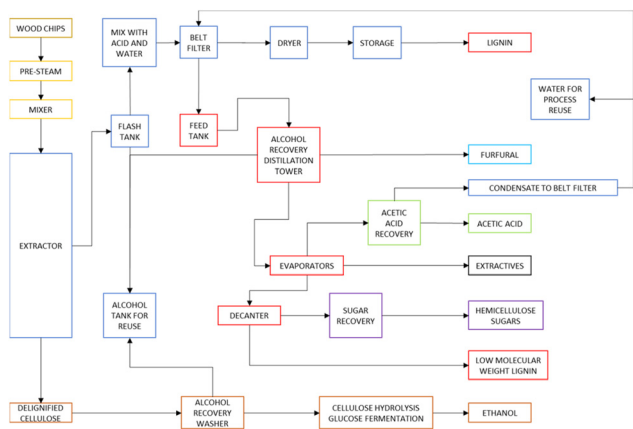 WOOD CHIPS
PRE-STEAM
MIXER
EXTRACTOR
DELIGNIFIED
CELLULOSE
MIX WITH
ACID AND
WATER
FLASH
TANK
ALCOHOL
TANK FOR
REUSE
BELT
FILTER
DRYER
STORAGE
LIGNIN
FEED
TANK
ALCOHOL
RECOVERY
DISTILLATION
TOWER
WATER FOR
PROCESS
REUSE
FURFURAL
CONDENSATE TO BELT FILTER
ACETIC
ACID
RECOVERY
ACETIC ACID
EVAPORATORS
EXTRACTIVES
DECANTER
SUGAR
RECOVERY
HEMICELLULOSE
SUGARS
LOW MOLECULAR
WEIGHT LIGNIN
ALCOHOL
RECOVERY
WASHER
CELLULOSE HYDROLYSIS
GLUCOSE FERMENTATION
ETHANOL